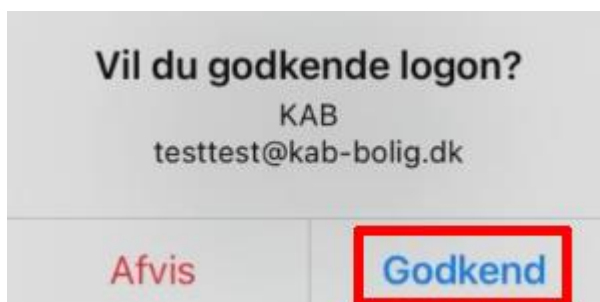 Vil du godkende logon?
KAB
testtest@kab-bolig.dk
Afvis
Godkend